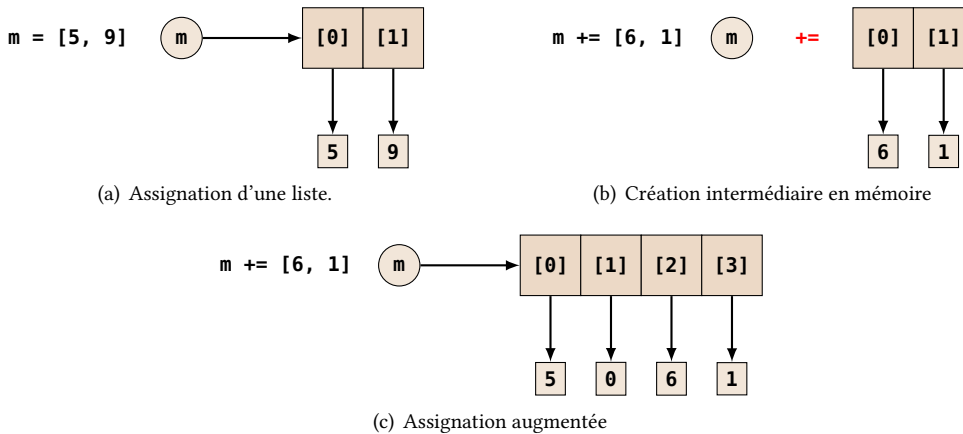 m = [5, 9] m [0] [1]
5 9
(a) Assignation d'une liste.
m += [6, 1] m += [0] [1]
6 1
(b) Création intermédiaire en mémoire
m += [6, 1] m [0] [1] [2] [3]
5 0 6 1
(c) Assignation augmentée